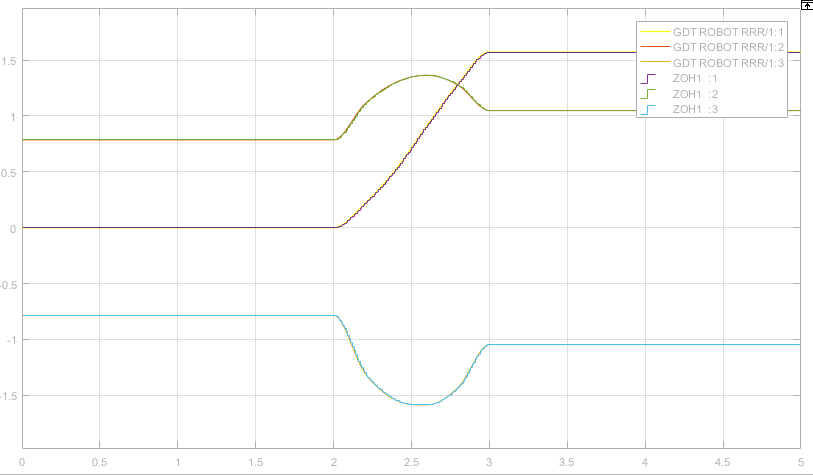 GDT ROBOT RRR/1:1
GDT ROBOT RRR/1:2
GDT ROBOT RRR/1:3
ZOH1 :1
ZOH1 :2
ZOH1 :3
1.5
1
0.5
0
-0.5
-1
-1.5
0 0.5 1 1.5 2 2.5 3 3.5 4 4.5 5